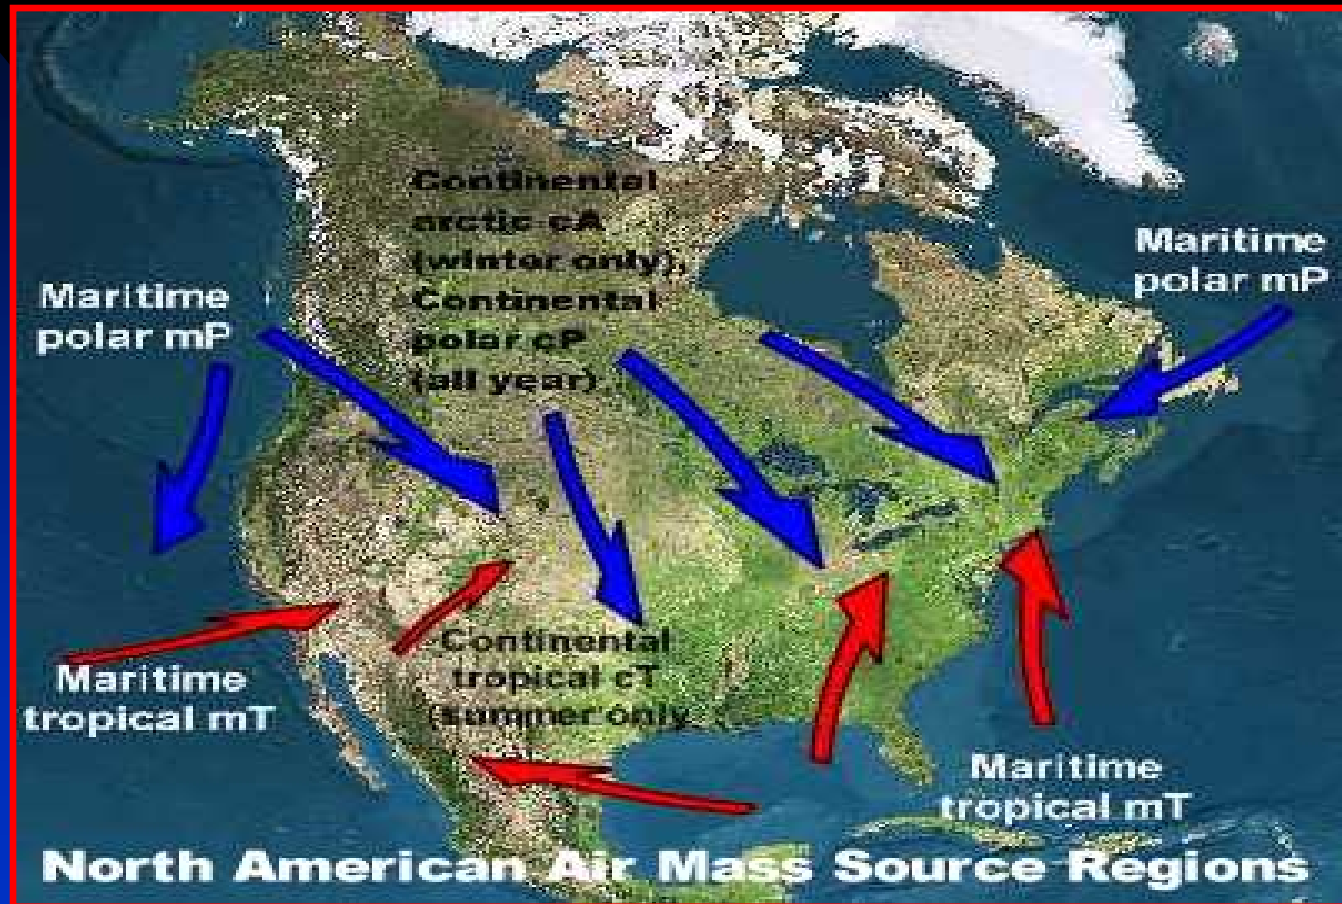 Continental
arctic cA
(winter only),
Continental
polar cP
(all year)
Maritime
polar mP
Maritime
polar mP
Continental
tropical cT
(summer only
Maritime
tropical mT
Maritime
tropical mT
North American Air Mass Source Regions